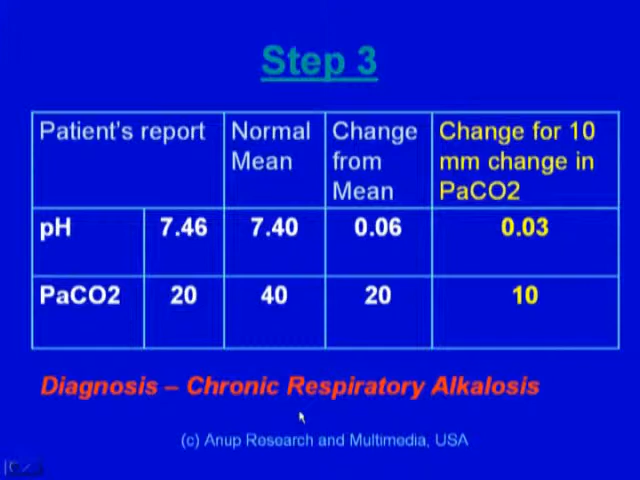 Step 3
Patient's report
Normal Mean
Change from Mean
Change for 10 mm change in PaCO2
pH 7.46 7.40 0.06 0.03
PaCO2 20 40 20 10
Diagnosis – Chronic Respiratory Alkalosis
(c) Anup Research and Multimedia, USA